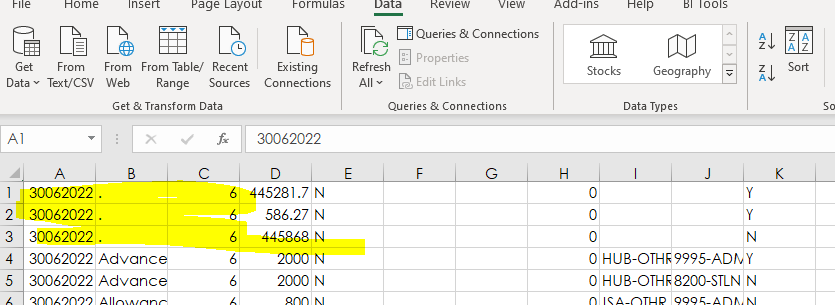 File Home Insert Page Layout Formulas Data Review View Add-ins Help BI Tools
Get Data
From Text/CSV
From Web
From Table/ Range
Recent Sources
Existing Connections
Get & Transform Data
Refresh All
Queries & Connections
Properties
Edit Links
Queries & Connections
Stocks
Geography
Data Types
A Z
Z A
Z A A Z
Sort
So
A1 fx 30062022
A B C D E F G H I J K
1 30062022 . 6 445281.7 N 0 Y
2 30062022 . 6 586.27 N 0 Y
3 30062022 . 6 445868 N 0 N
4 30062022 Advance 6 2000 N 0 HUB-OTHR 9995-ADM Y
5 30062022 Advance 6 2000 N 0 HUB-OTHR 8200-STLN N
6 30062022 Allowanc 6 800 N 0 ISA-OTHR 9995-ADM N